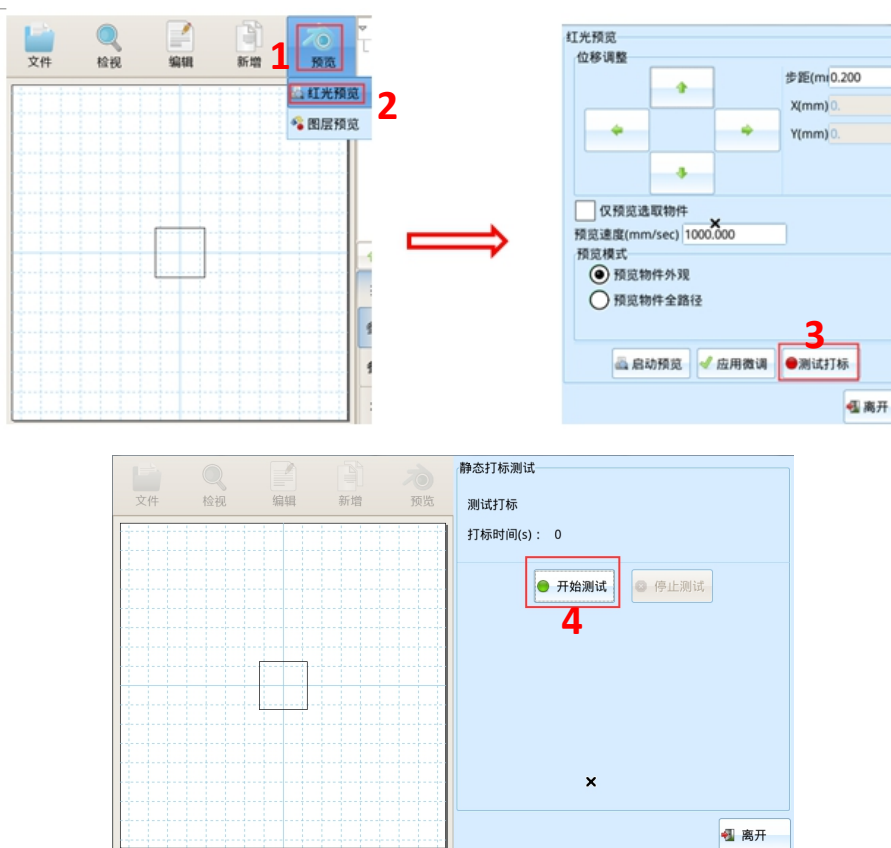 文件 检视 编辑 新增 1 预览
红光预览 2
图层预览
红光预览
位移调整
步距(mm 0.200
X(mm) 0.
Y(mm) 0.
仅预览选取物件
预览速度(mm/sec) 1000.000
预览模式
预览物件外观
预览物件全路径
3
启动预览 应用微调 测试打标
离开
文件 检视 编辑 新增 预览
静态打标测试
测试打标
打标时间(s)： 0
开始测试 停止测试
4
离开